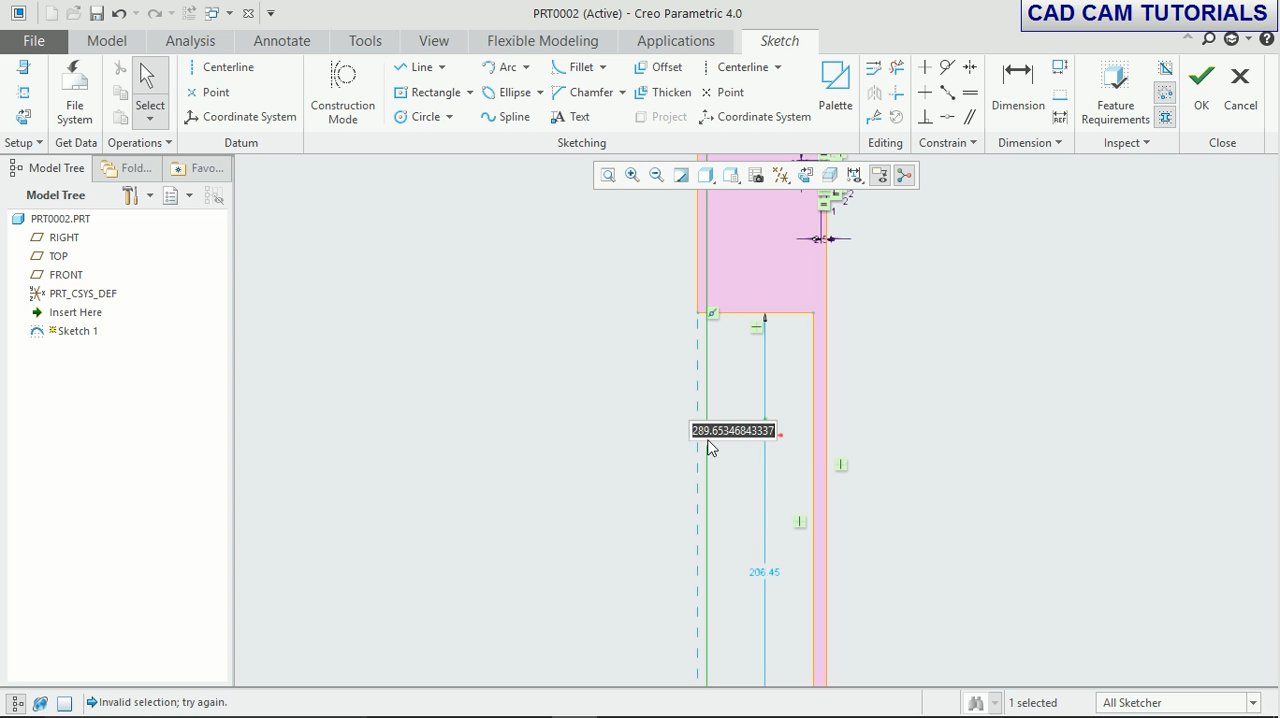 PRT0002 (Active) - Creo Parametric 4.0
CAD CAM TUTORIALS
File Model Analysis Annotate Tools View Flexible Modeling Applications Sketch
Centerline Line Arc Fillet Offset Centerline
Point Rectangle Ellipse Chamfer Thicken Point
Coordinate System Circle Spline Text Project Coordinate System
File System
Select
Construction Mode
Palette
Dimension
Feature Requirements
OK Cancel
Setup Get Data Operations Datum Sketching Editing Constrain Dimension Inspect Close
Model Tree Fold... Favo...
Model Tree
PRT0002.PRT
RIGHT
TOP
FRONT
PRT_CSYS_DEF
Insert Here
Sketch 1
2
2
1
289.65346843337
206.45
Invalid selection; try again.
1 selected
All Sketcher